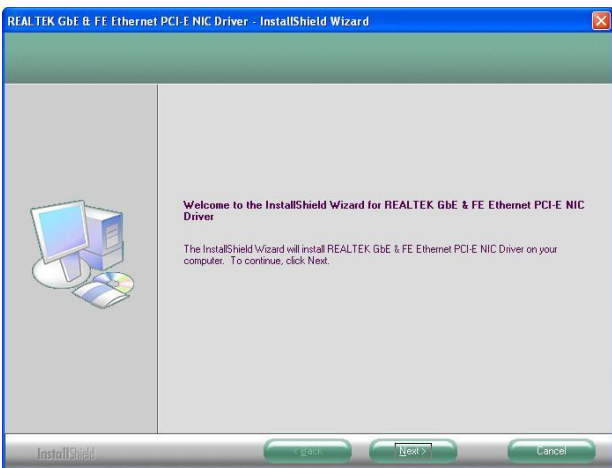 REALTEK GbE & FE Ethernet PCI-E NIC Driver - InstallShield Wizard
Welcome to the InstallShield Wizard for REALTEK GbE & FE Ethernet PCI-E NIC
Driver
The InstallShield Wizard will install REALTEK GbE & FE Ethernet PCI-E NIC Driver on your
computer. To continue, click Next.
InstallShield
< Back
Next >
Cancel